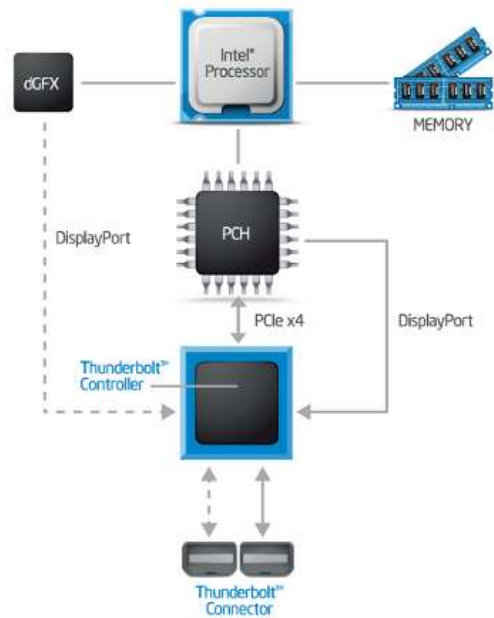 Intel®
Processor
dGFX
MEMORY
PCH
DisplayPort
PCIe x4
DisplayPort
Thunderbolt™
Controller
Thunderbolt™
Connector